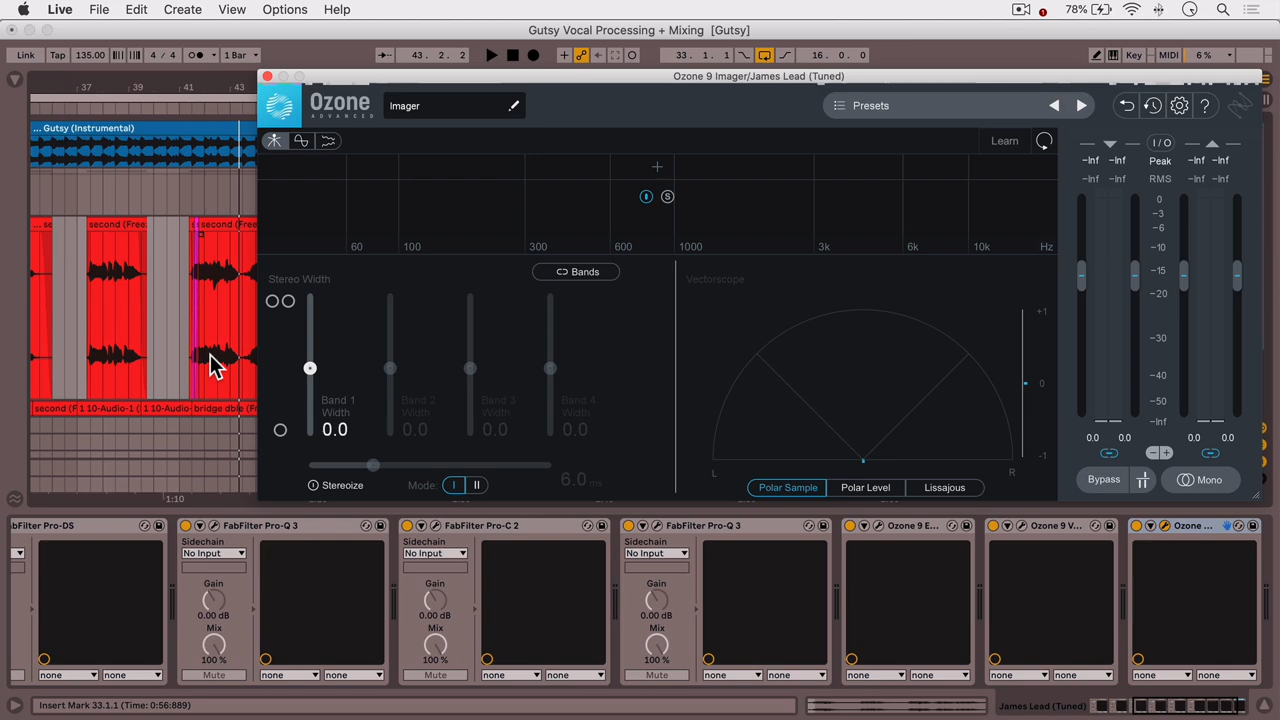 Live File Edit Create View Options Help 78%
Gutsy Vocal Processing + Mixing [Gutsy]
Link Tap 135.00 4 / 4 1 Bar 43. 2. 2 33. 1. 1 16. 0. 0 Key MIDI 6 %
Ozone 9 Imager/James Lead (Tuned)
37 39 41 43
Ozone
ADVANCED
Imager
Presets
I / O
... Gutsy (Instrumental)
Learn
-Inf -Inf Peak -Inf -Inf
-Inf -Inf RMS -Inf -Inf
S
... se second (Free second (Free
60 100 300 600 1000 3k 6k 10k Hz
0
-3
-6
-10
-15
-20
-30
-40
-50
-Inf
Stereo Width
Bands
Vectorscope
+1
0
-1
L R
Band 1 Width 0.0
Band 2 Width 0.0
Band 3 Width 0.0
Band 4 Width 0.0
second (F 1 10-Audio-1 ( 1 10-Audio- bridge dble (Fr
0.0 0.0 0.0 0.0
6.0 ms
Stereoize
Mode: I II
Polar Sample Polar Level Lissajous
Bypass
Mono
1:10
FabFilter Pro-Q 3
FabFilter Pro-C 2
FabFilter Pro-Q 3
Ozone 9 E...
Ozone 9 V...
Ozone ...
Sidechain Sidechain Sidechain
No Input No Input No Input
Gain Gain Gain
0.00 dB 0.00 dB 0.00 dB
Mix Mix Mix
100 % 100 % 100 %
none none Mute none none Mute none none Mute none none none none none none none none
Insert Mark 33.1.1 (Time: 0:56:889)
James Lead (Tuned)